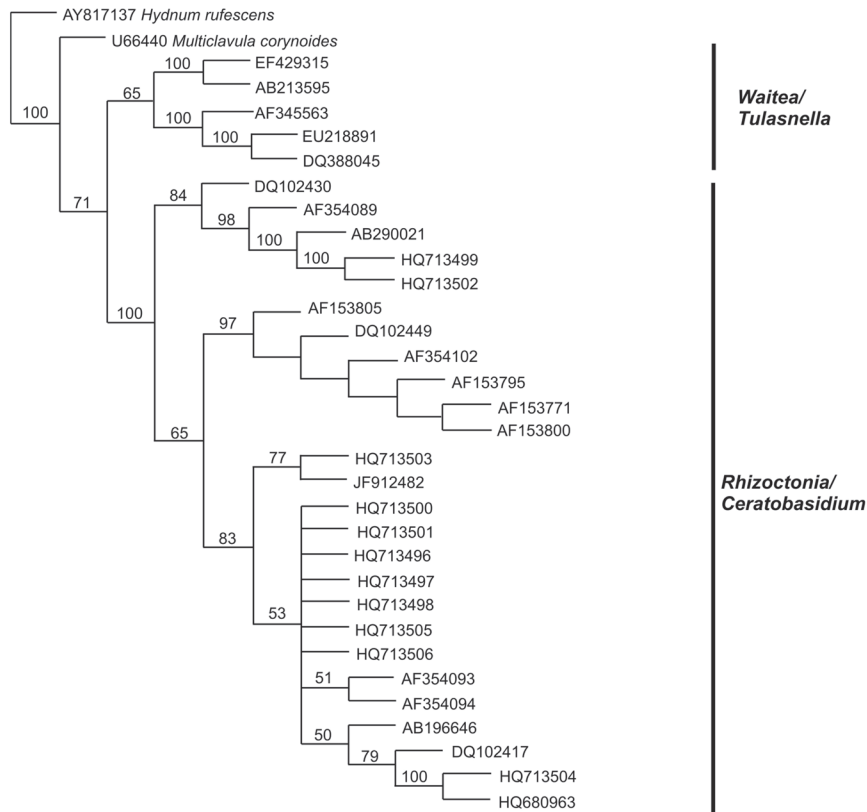 AY817137 Hydnum rufescens
U66440 Multiclavula corynoides
100
EF429315
AB213595
65
Waitea/
Tulasnella
100
AF345563
100
EU218891
DQ388045
71
84
DQ102430
98
AF354089
100
AB290021
100
HQ713499
HQ713502
100
97
AF153805
DQ102449
AF354102
AF153795
AF153771
AF153800
65
77
HQ713503
JF912482
Rhizoctonia/
Ceratobasidium
HQ713500
83
HQ713501
HQ713496
HQ713497
53
HQ713498
HQ713505
HQ713506
51
AF354093
AF354094
50
AB196646
79
DQ102417
100
HQ713504
HQ680963
100